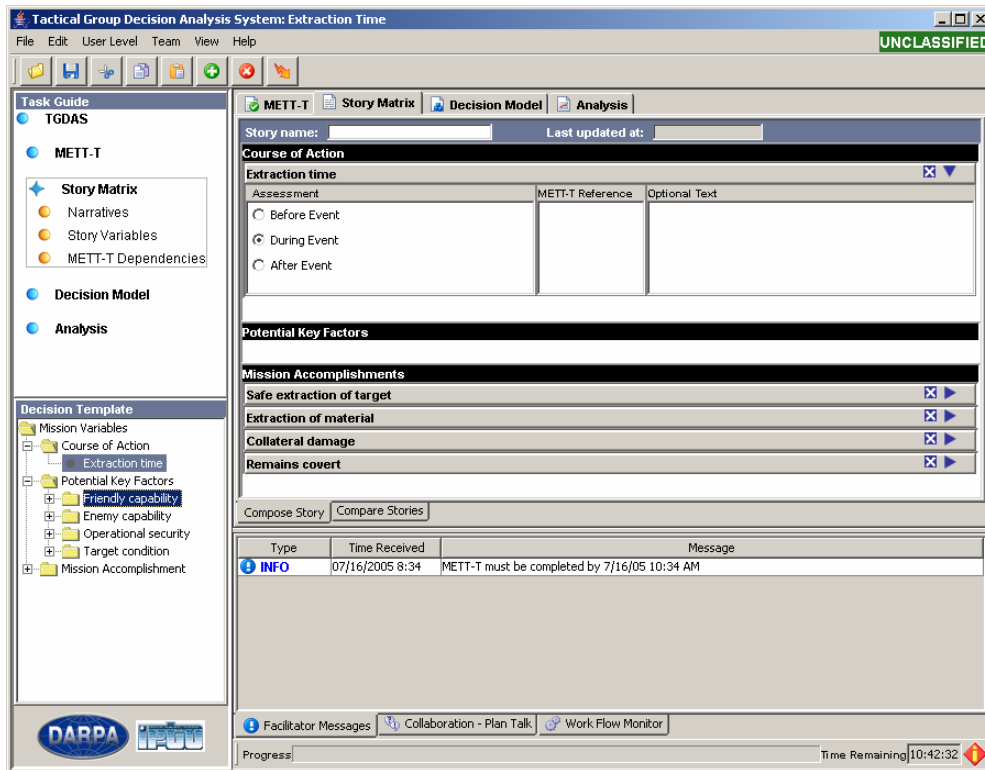 Tactical Group Decision Analysis System: Extraction Time
File Edit User Level Team View Help
UNCLASSIFIED
Task Guide
TGDAS
METT-T
Story Matrix
Narratives
Story Variables
METT-T Dependencies
Decision Model
Analysis
Decision Template
Mission Variables
Course of Action
Extraction time
Potential Key Factors
Friendly capability
Enemy capability
Operational security
Target condition
Mission Accomplishment
DARPA
METT-T Story Matrix Decision Model Analysis
Story name: Last updated at:
Course of Action
Extraction time
Assessment METT-T Reference Optional Text
Before Event
During Event
After Event
Potential Key Factors
Mission Accomplishments
Safe extraction of target
Extraction of material
Collateral damage
Remains covert
Compose Story Compare Stories
Type Time Received Message
INFO 07/16/2005 8:34 METT-T must be completed by 7/16/05 10:34 AM
Facilitator Messages Collaboration - Plan Talk Work Flow Monitor
Progress Time Remaining 10:42:32